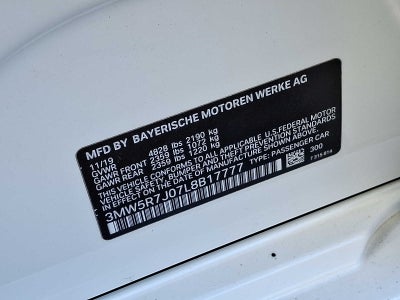 MFD BY BAYERISCHE MOTOREN WERKE AG
11/19
GVWR 4828 lbs 2190 kg
GAWR FRONT 2359 lbs 1072 kg
GAWR REAR 2359 lbs 1220 kg
THIS VEHICLE CONFORMS TO ALL APPLICABLE U.S. FEDERAL MOTOR
VEHICLE SAFETY, BUMPER, AND THEFT PREVENTION STANDARDS
IN EFFECT ON THE DATE OF MANUFACTURE SHOWN ABOVE.
3MW5R7J07L8B17777 TYPE: PASSENGER CAR
300